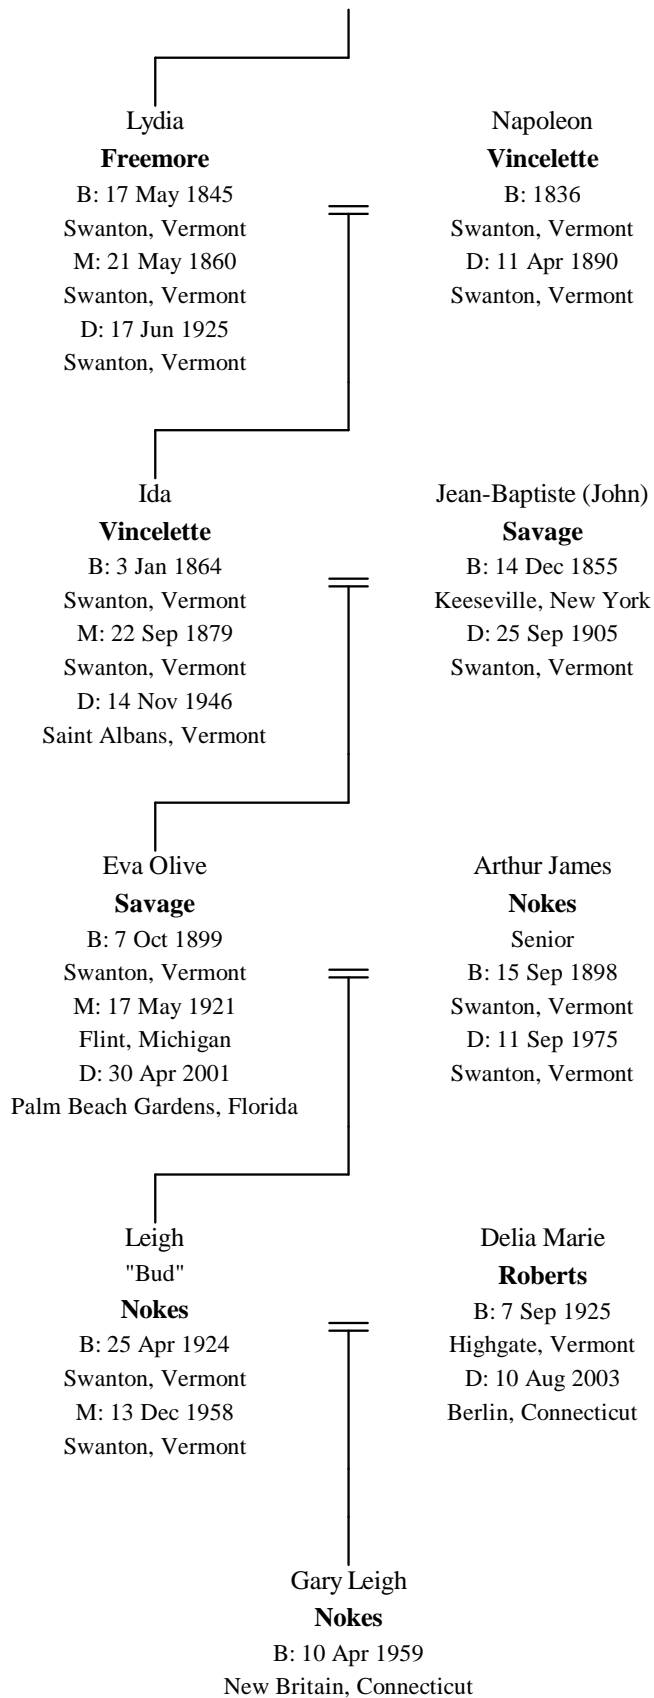 Lydia
Freemore
B: 17 May 1845
Swanton, Vermont
M: 21 May 1860
Swanton, Vermont
D: 17 Jun 1925
Swanton, Vermont
Napoleon
Vincelette
B: 1836
Swanton, Vermont
D: 11 Apr 1890
Swanton, Vermont
Ida
Vincelette
B: 3 Jan 1864
Swanton, Vermont
M: 22 Sep 1879
Swanton, Vermont
D: 14 Nov 1946
Saint Albans, Vermont
Jean-Baptiste (John)
Savage
B: 14 Dec 1855
Keeseville, New York
D: 25 Sep 1905
Swanton, Vermont
Eva Olive
Savage
B: 7 Oct 1899
Swanton, Vermont
M: 17 May 1921
Flint, Michigan
D: 30 Apr 2001
Palm Beach Gardens, Florida
Arthur James
Nokes
Senior
B: 15 Sep 1898
Swanton, Vermont
D: 11 Sep 1975
Swanton, Vermont
Leigh
"Bud"
Nokes
B: 25 Apr 1924
Swanton, Vermont
M: 13 Dec 1958
Swanton, Vermont
Delia Marie
Roberts
B: 7 Sep 1925
Highgate, Vermont
D: 10 Aug 2003
Berlin, Connecticut
Gary Leigh
Nokes
B: 10 Apr 1959
New Britain, Connecticut